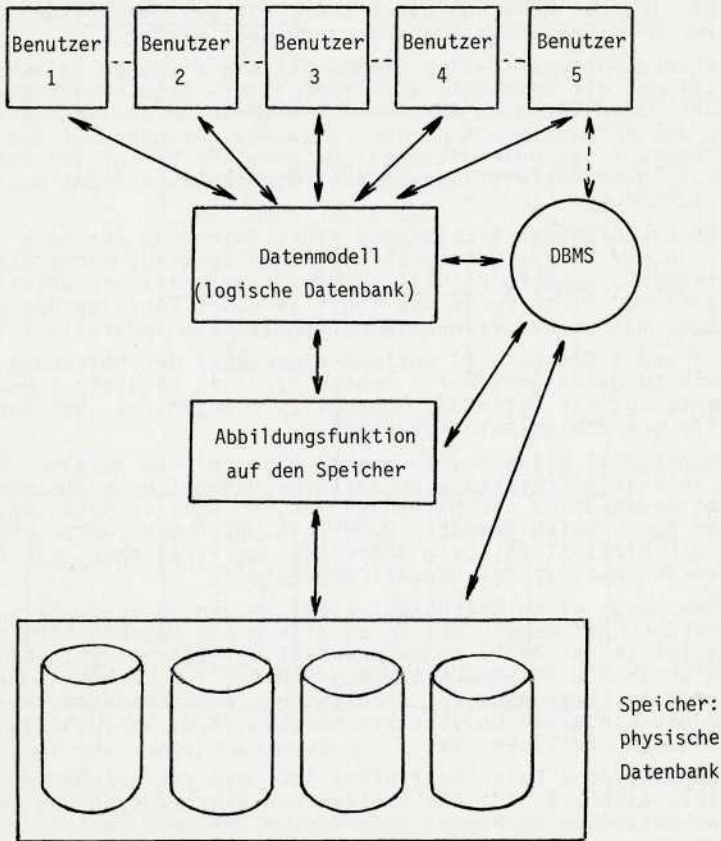 Benutzer Benutzer Benutzer Benutzer Benutzer
1 2 3 4 5
Datenmodell
(logische Datenbank)
DBMS
Abbildungsfunktion
auf den Speicher
Speicher:
physische
Datenbank